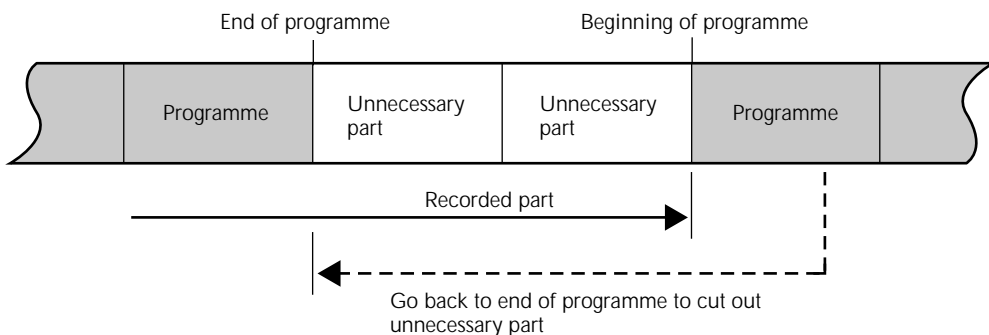 End of programme
Beginning of programme
Programme
Unnecessary
part
Unnecessary
part
Programme
Recorded part
Go back to end of programme to cut out
unnecessary part